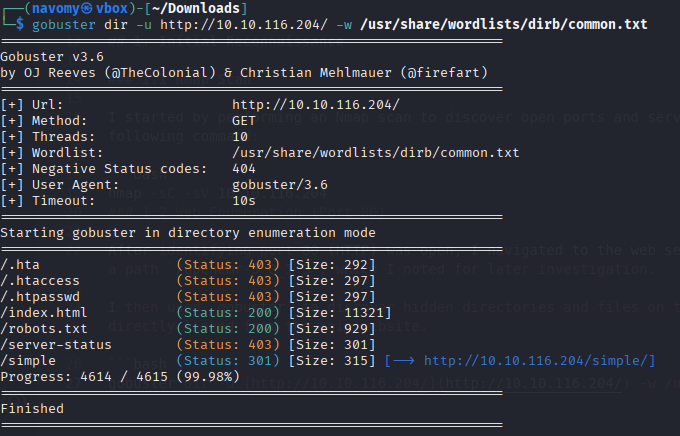 ┌──(navomy㉿vbox)-[~/Downloads]
└─$ gobuster dir -u http://10.10.116.204/ -w /usr/share/wordlists/dirb/common.txt
===============================================================
Gobuster v3.6
by OJ Reeves (@TheColonial) & Christian Mehlmauer (@firefart)
===============================================================
[+] Url:                     http://10.10.116.204/
[+] Method:                  GET
[+] Threads:                 10
[+] Wordlist:                /usr/share/wordlists/dirb/common.txt
[+] Negative Status codes:   404
[+] User Agent:              gobuster/3.6
[+] Timeout:                 10s
===============================================================
Starting gobuster in directory enumeration mode
===============================================================
/.hta                 (Status: 403) [Size: 292]
/.htaccess            (Status: 403) [Size: 297]
/.htpasswd            (Status: 403) [Size: 297]
/index.html           (Status: 200) [Size: 11321]
/robots.txt           (Status: 200) [Size: 929]
/server-status        (Status: 403) [Size: 301]
/simple               (Status: 301) [Size: 315] [--> http://10.10.116.204/simple/]
Progress: 4614 / 4615 (99.98%)
===============================================================
Finished
===============================================================